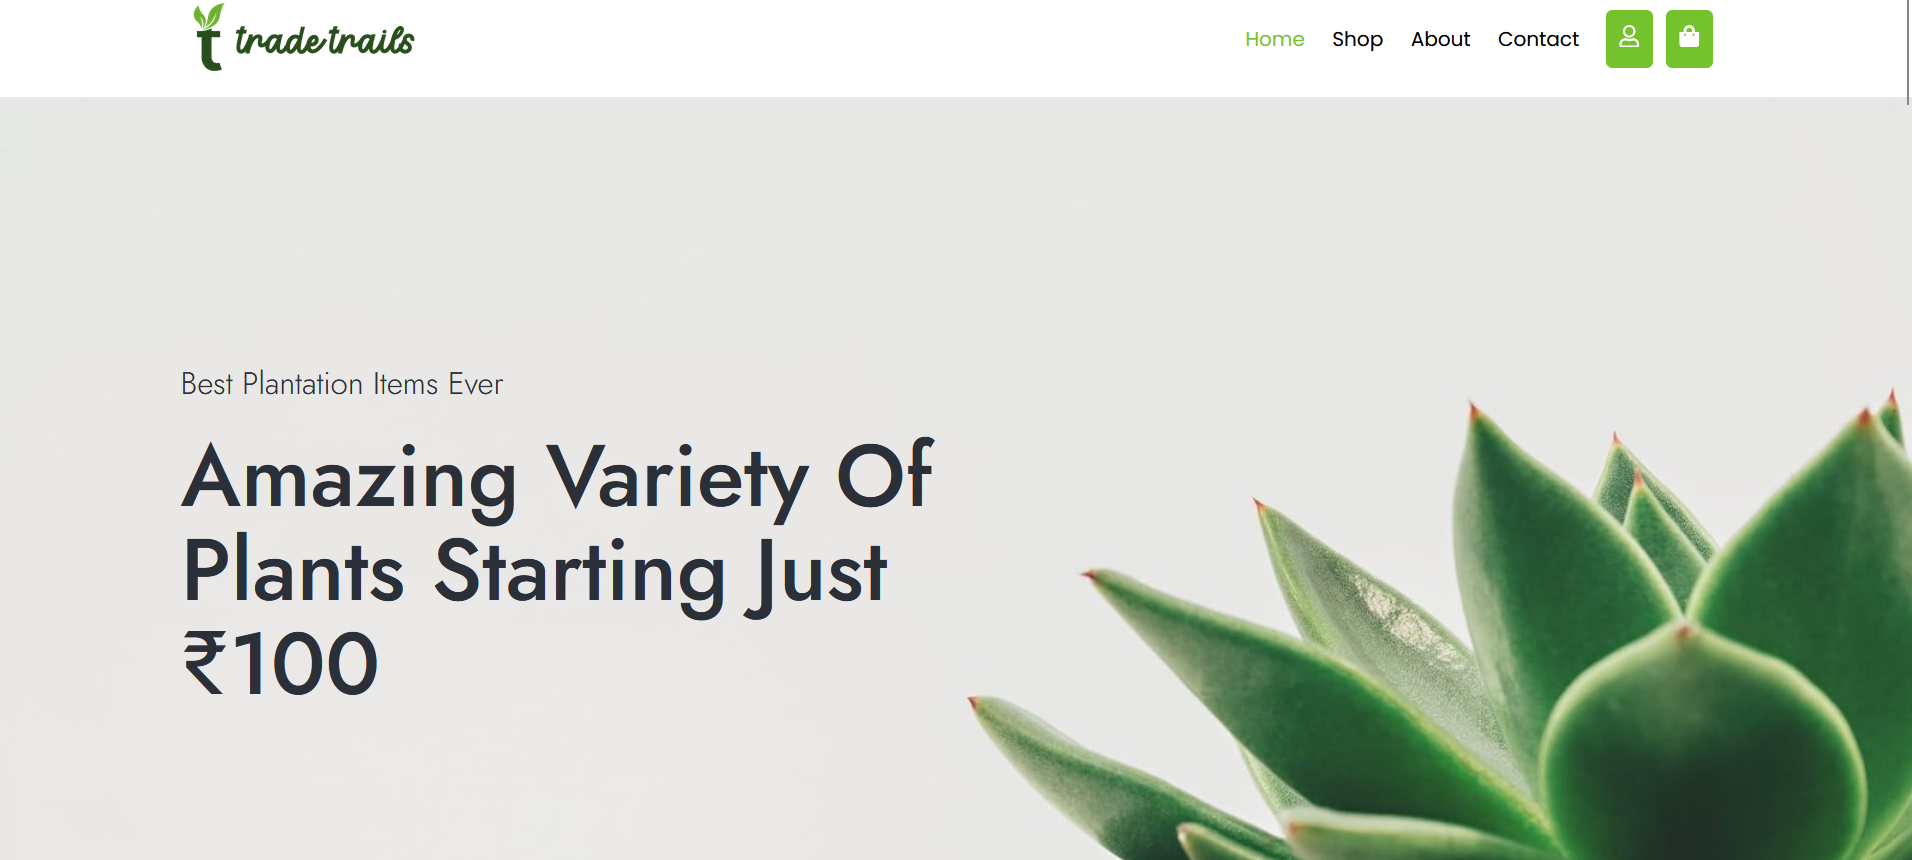 tradetrails
Home Shop About Contact
Best Plantation Items Ever
Amazing Variety Of
Plants Starting Just
₹100